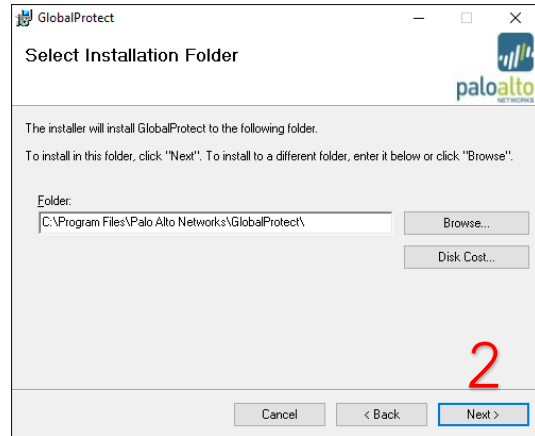 GlobalProtect
Select Installation Folder
paloalto
NETWORKS
The installer will install GlobalProtect to the following folder.
To install in this folder, click "Next". To install to a different folder, enter it below or click "Browse".
Folder:
C:\Program Files\Palo Alto Networks\GlobalProtect\
Browse...
Disk Cost...
2
Cancel
< Back
Next >